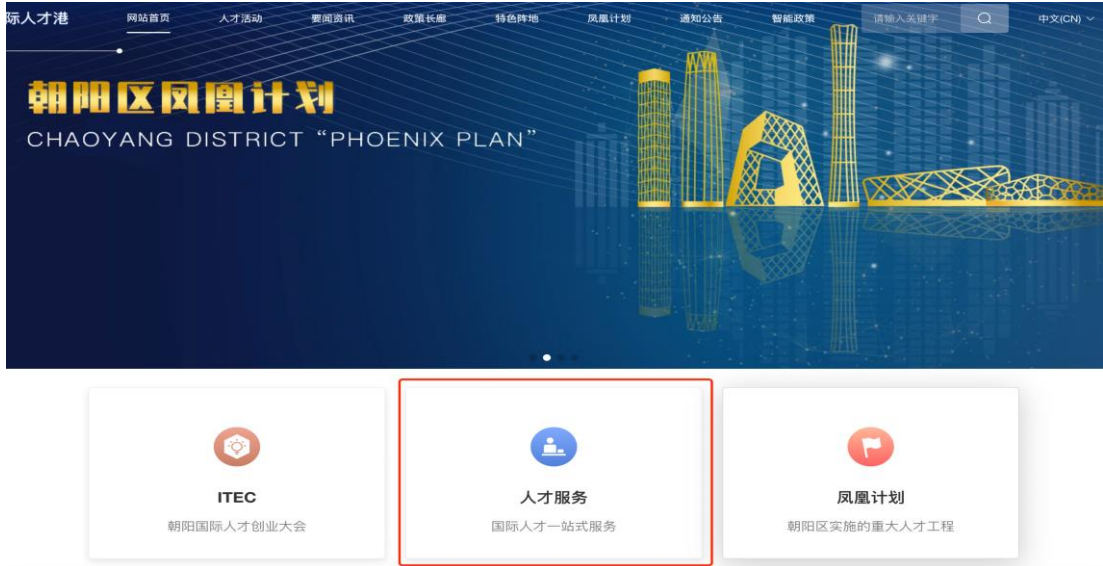 际人才港 网站首页 人才活动 要闻资讯 政策长廊 特色阵地 凤凰计划 通知公告 智能政策 请输入关键字 中文(CN)
朝阳区凤凰计划
CHAOYANG DISTRICT “PHOENIX PLAN”
ITEC
朝阳国际人才创业大会
人才服务
国际人才一站式服务
凤凰计划
朝阳区实施的重大人才工程